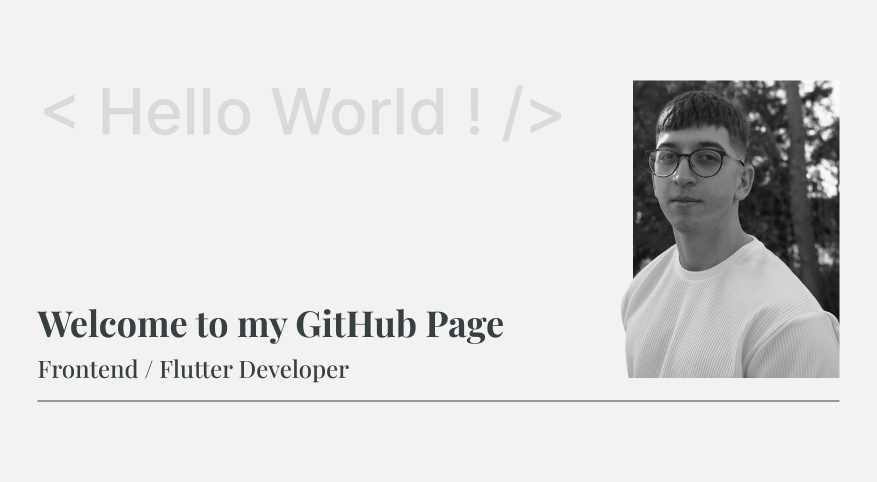 < Hello World ! />
Welcome to my GitHub Page
Frontend / Flutter Developer